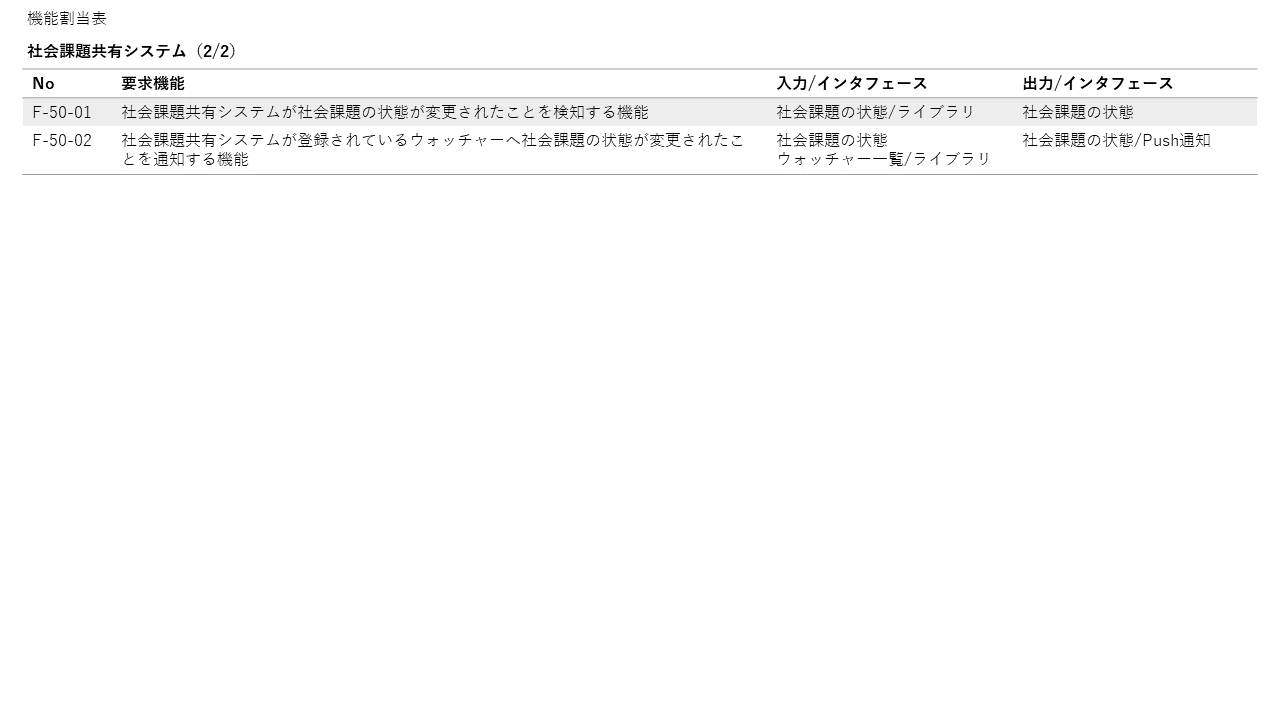 機能割当表
社会課題共有システム（2/2）
No 要求機能 入力/インタフェース 出力/インタフェース
F-50-01 社会課題共有システムが社会課題の状態が変更されたことを検知する機能 社会課題の状態/ライブラリ 社会課題の状態
F-50-02 社会課題共有システムが登録されているウォッチャーへ社会課題の状態が変更されたこ 社会課題の状態 社会課題の状態/Push通知
とを通知する機能 ウォッチャー一覧/ライブラリ